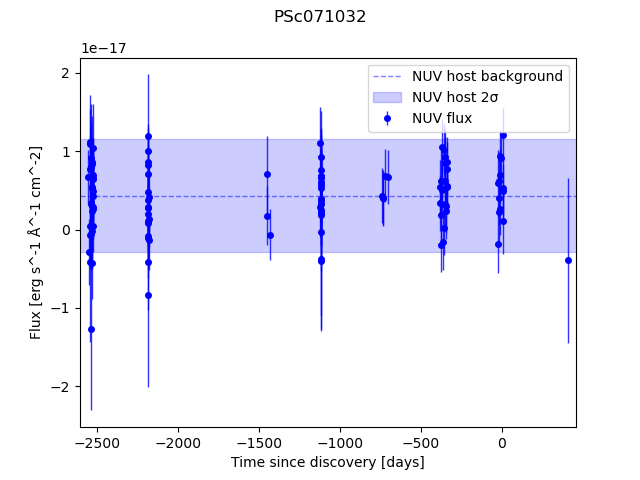 PSc071032
1e−17
NUV host background
NUV host 2σ
NUV flux
Flux [erg s^-1 Å^-1 cm^-2]
2
1
0
−1
−2
−2500 −2000 −1500 −1000 −500 0
Time since discovery [days]